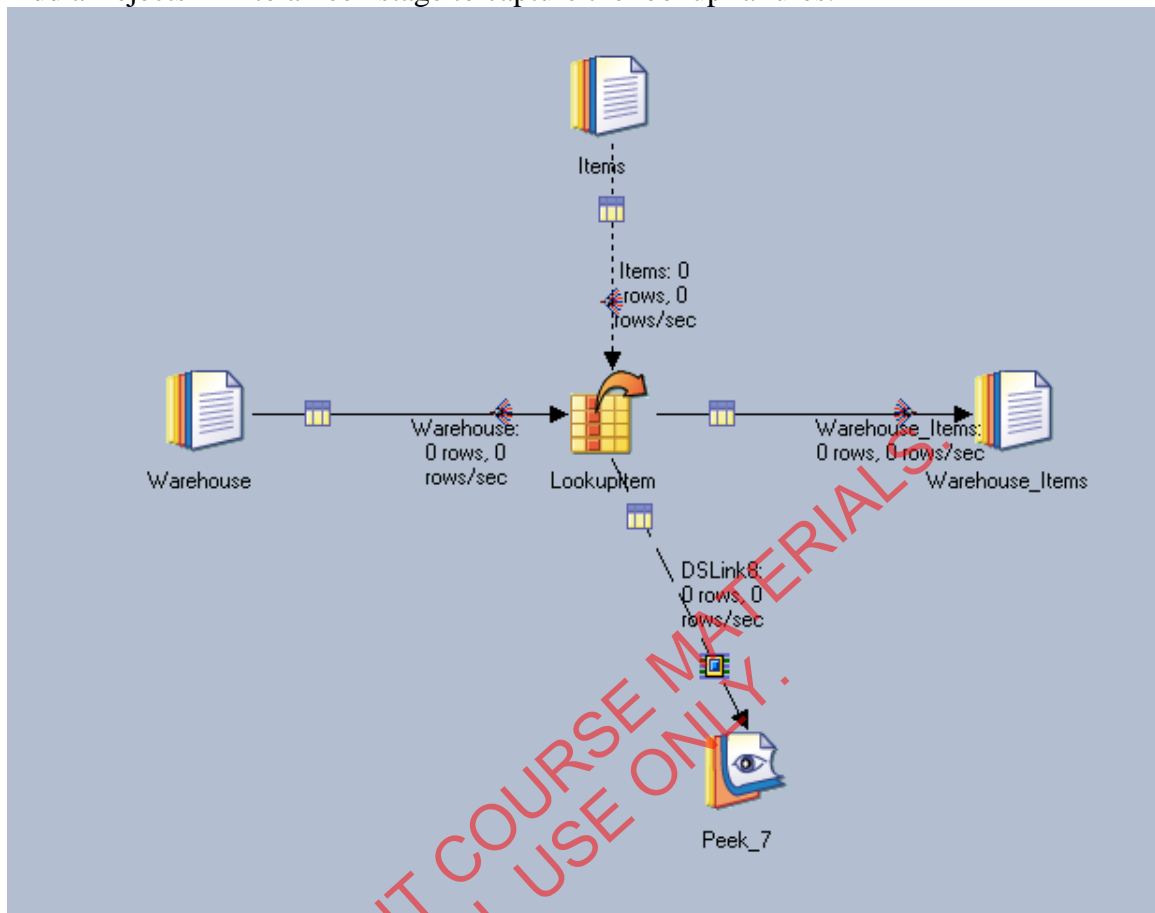 Items
Items: 0
rows, 0
rows/sec
Warehouse:
0 rows, 0
rows/sec
Warehouse
LookupItem
Warehouse_Items:
0 rows, 0 rows/sec
Warehouse_Items
DSLink8:
0 rows, 0
rows/sec
Peek_7
COURSE MATERIALS.
USE ONLY.